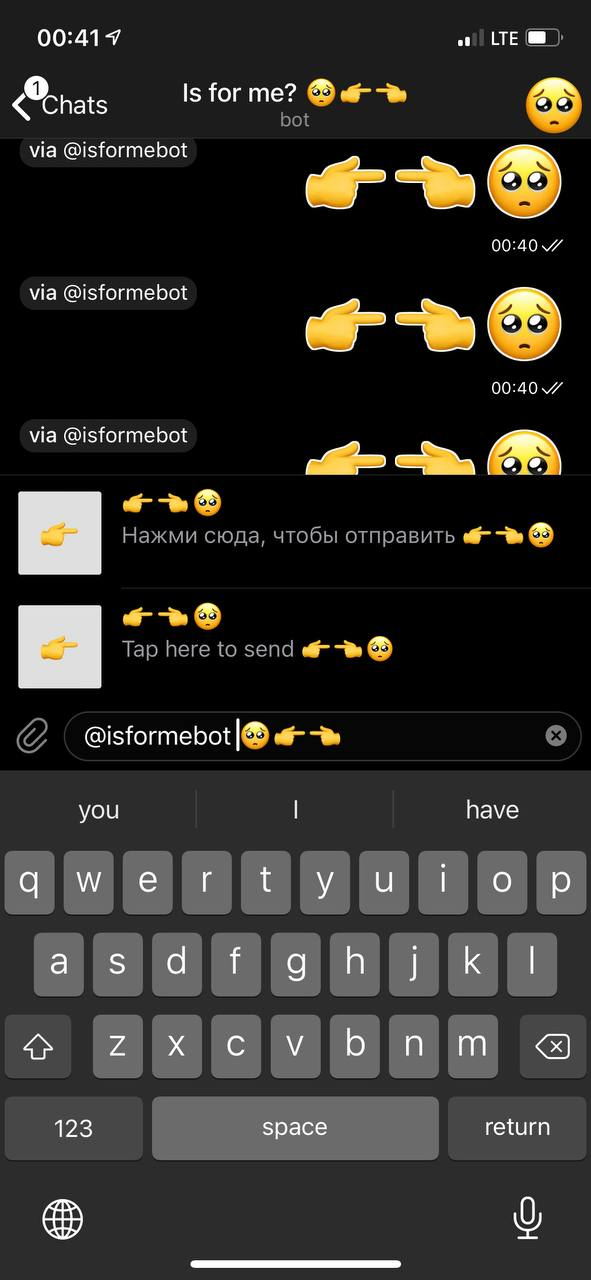 00:41
LTE
1
Chats
Is for me? 🥺👉👈
bot
via @isformebot
👉👈🥺
00:40
via @isformebot
👉👈🥺
00:40
via @isformebot
👉👈🥺
👉👈🥺
Нажми сюда, чтобы отправить 👉👈🥺
👉👈🥺
Tap here to send 👉👈🥺
@isformebot 🥺👉👈
you I have
q w e r t y u i o p
a s d f g h j k l
z x c v b n m
123 space return